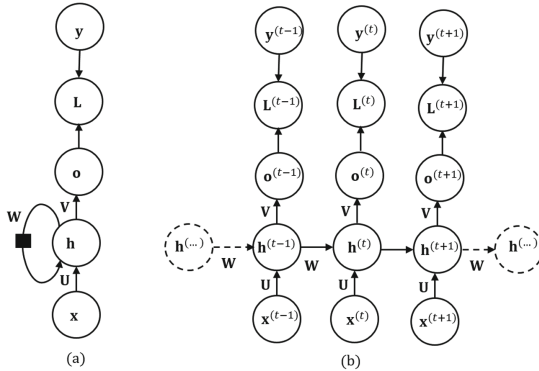 y
L
o
V
W
h
U
x
(a)
y(t−1) y(t) y(t+1)
L(t−1) L(t) L(t+1)
o(t−1) o(t) o(t+1)
V V V
h(...) h(t−1) h(t) h(t+1) h(...)
W W W
U U U
x(t−1) x(t) x(t+1)
(b)